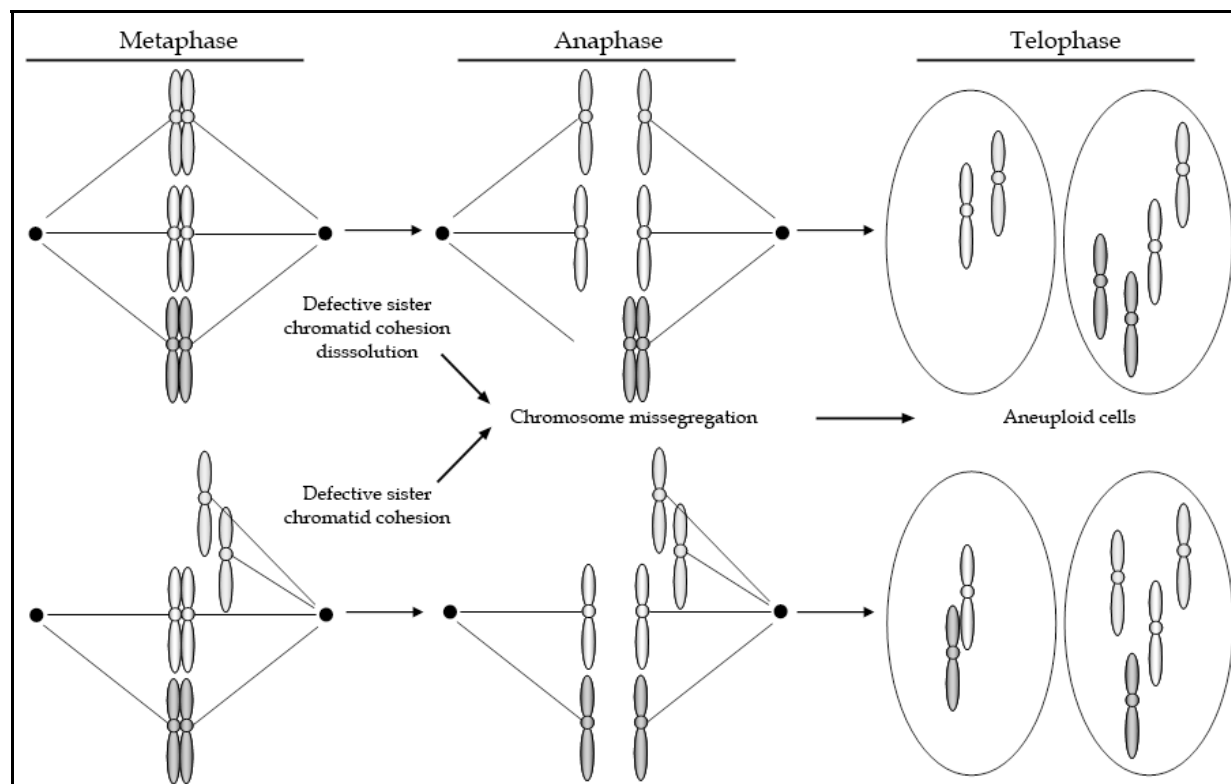 Metaphase
Anaphase
Telophase
Defective sister
chromatid cohesion
disssolution
Chromosome missegregation
Aneuploid cells
Defective sister
chromatid cohesion